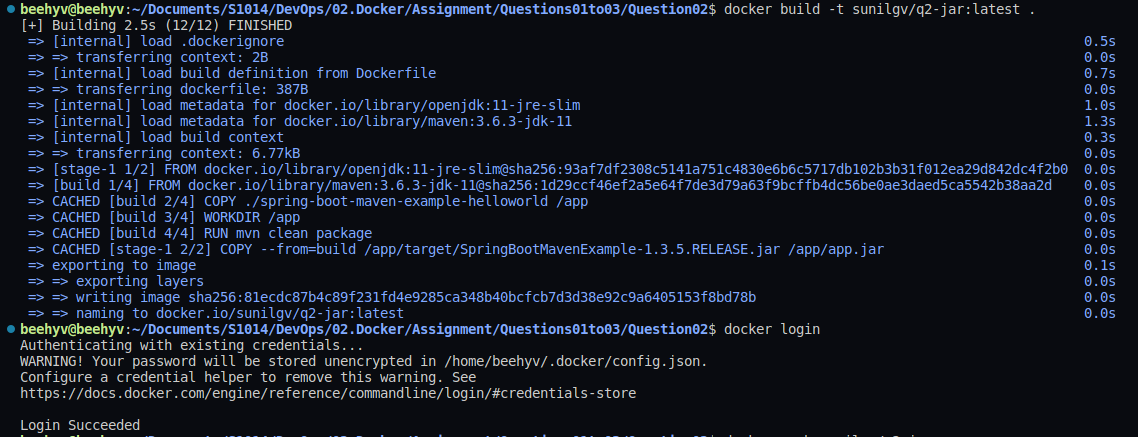 beehyv@beehyv:~/Documents/S1014/DevOps/02.Docker/Assignment/Questions01to03/Question02$ docker build -t sunilgv/q2-jar:latest .
[+] Building 2.5s (12/12) FINISHED
=> [internal] load .dockerignore 0.5s
=> => transferring context: 2B 0.0s
=> [internal] load build definition from Dockerfile 0.7s
=> => transferring dockerfile: 387B 0.0s
=> [internal] load metadata for docker.io/library/openjdk:11-jre-slim 1.0s
=> [internal] load metadata for docker.io/library/maven:3.6.3-jdk-11 1.3s
=> [internal] load build context 0.3s
=> => transferring context: 6.77kB 0.0s
=> [stage-1 1/2] FROM docker.io/library/openjdk:11-jre-slim@sha256:93af7df2308c5141a751c4830e6b6c5717db102b3b31f012ea29d842dc4f2b0 0.0s
=> [build 1/4] FROM docker.io/library/maven:3.6.3-jdk-11@sha256:1d29ccf46ef2a5e64f7de3d79a63f9bcffb4dc56be0ae3daed5ca5542b38aa2d 0.0s
=> CACHED [build 2/4] COPY ./spring-boot-maven-example-helloworld /app 0.0s
=> CACHED [build 3/4] WORKDIR /app 0.0s
=> CACHED [build 4/4] RUN mvn clean package 0.0s
=> CACHED [stage-1 2/2] COPY --from=build /app/target/SpringBootMavenExample-1.3.5.RELEASE.jar /app/app.jar 0.0s
=> exporting to image 0.1s
=> => exporting layers 0.0s
=> => writing image sha256:81ecdc87b4c89f231fd4e9285ca348b40bcfcb7d3d38e92c9a6405153f8bd78b 0.0s
=> => naming to docker.io/sunilgv/q2-jar:latest 0.0s
beehyv@beehyv:~/Documents/S1014/DevOps/02.Docker/Assignment/Questions01to03/Question02$ docker login
Authenticating with existing credentials...
WARNING! Your password will be stored unencrypted in /home/beehyv/.docker/config.json.
Configure a credential helper to remove this warning. See
https://docs.docker.com/engine/reference/commandline/login/#credentials-store
Login Succeeded